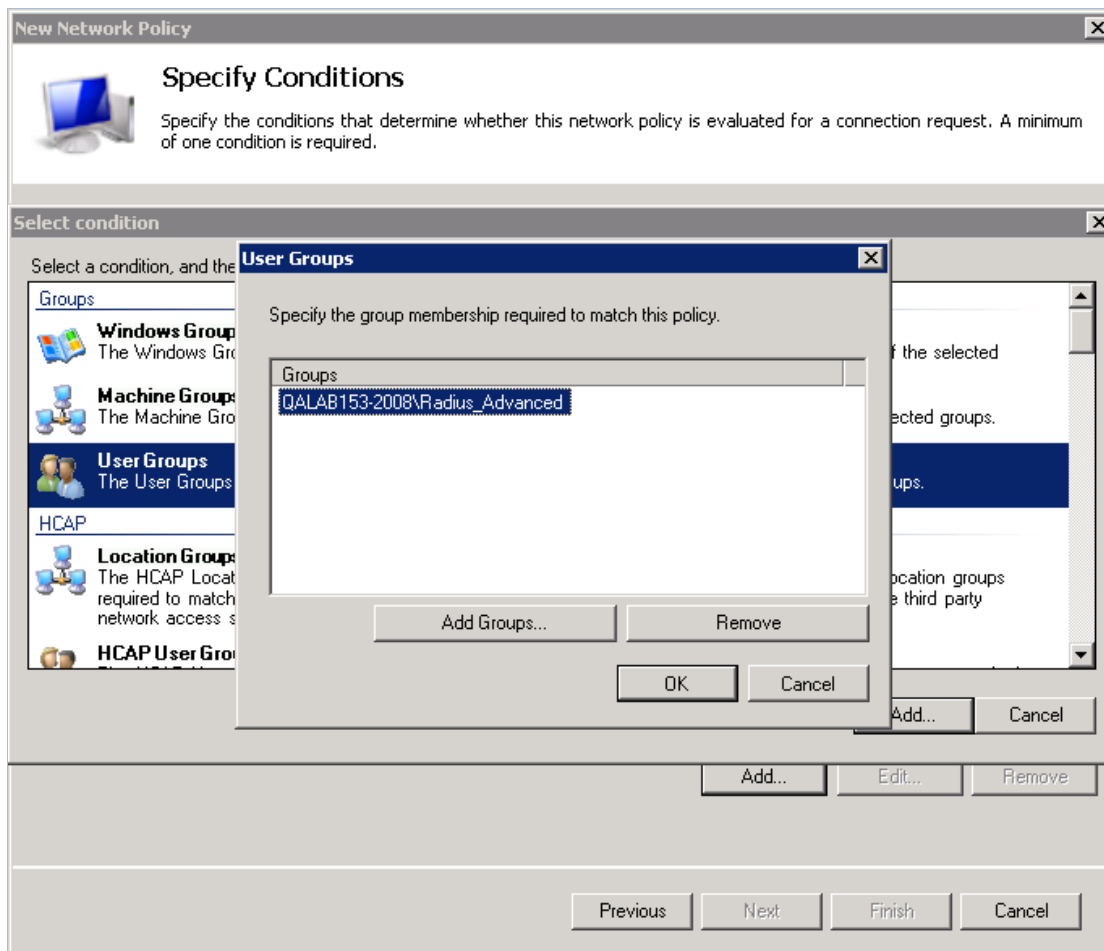 New Network Policy
Specify Conditions
Specify the conditions that determine whether this network policy is evaluated for a connection request. A minimum
of one condition is required.
Select condition
Select a condition, and the
User Groups
Specify the group membership required to match this policy.
Groups
QALAB153-2008\Radius_Advanced
Add Groups...
Remove
OK
Cancel
Groups
Windows Group
The Windows Gro
f the selected
Machine Groups
The Machine Gro
ected groups.
User Groups
The User Groups
ups.
HCAP
Location Groups
The HCAP Locat
ocation groups
required to match
e third party
network access s
HCAP User Grou
Add...
Cancel
Add...
Edit...
Remove
Previous
Next
Finish
Cancel